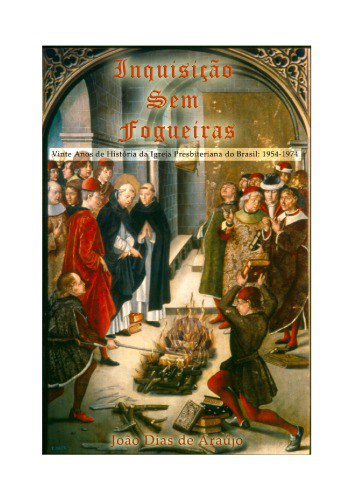 Inquisição
Sem
Fogueiras
Vinte Anos de História da Igreja Presbiteriana do Brasil: 1954-1974
João Dias de Araújo